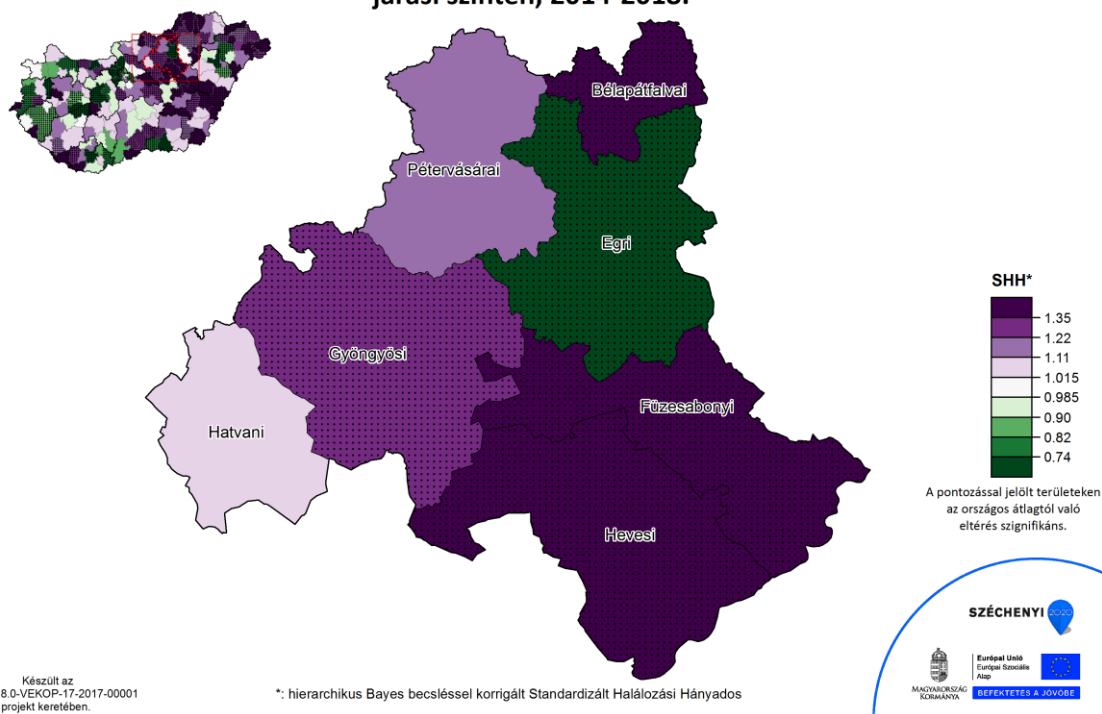 járási szinten, 2014-2018.
Bélapátfalvai
Pétervásárai
Egri
Gyöngyösi
Hatvani
Füzesabonyi
Hevesi
SHH*
1.35
1.22
1.11
1.015
0.985
0.90
0.82
0.74
A pontozással jelölt területeken
az országos átlagtól való
eltérés szignifikáns.
SZÉCHENYI 2020
MAGYARORSZÁG
KORMÁNYA
Európai Unió
Európai Szociális
Alap
BEFEKTETÉS A JÖVŐBE
Készült az
8.0-VEKOP-17-2017-00001
projekt keretében.
*: hierarchikus Bayes becsléssel korrigált Standardizált Halálozási Hányados